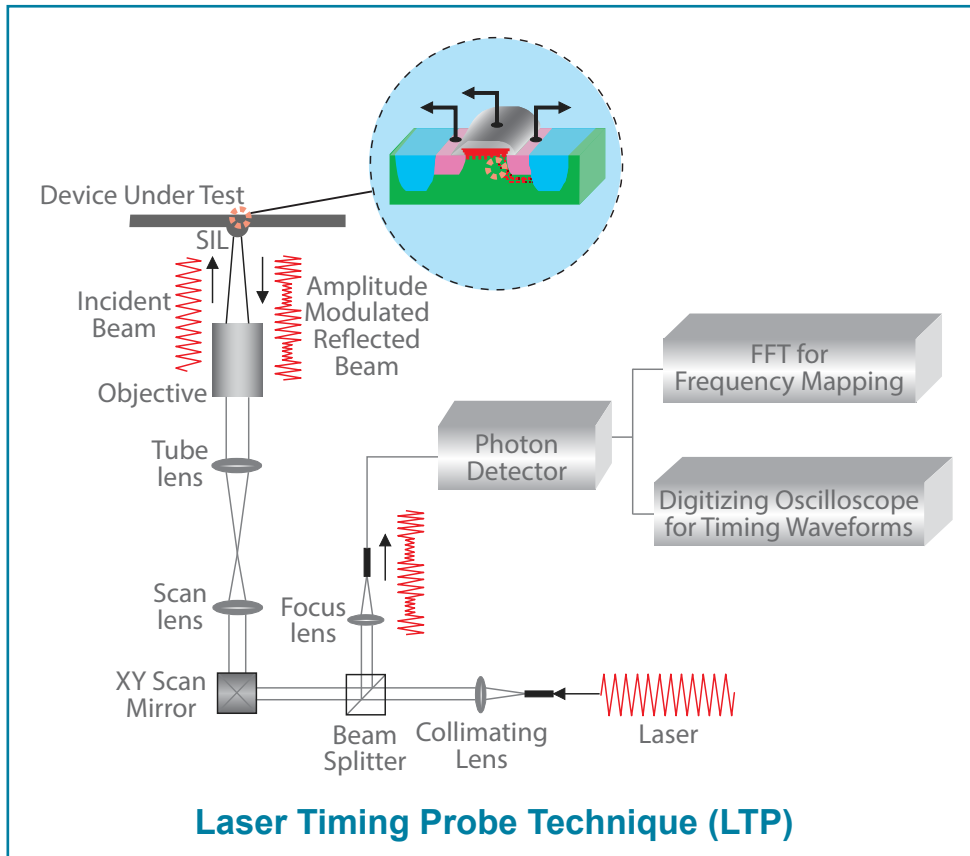 Device Under Test
SIL
Incident
Beam
Amplitude
Modulated
Reflected
Beam
Objective
FFT for
Frequency Mapping
Photon
Detector
Tube
lens
Digitizing Oscilloscope
for Timing Waveforms
Scan
lens
Focus
lens
XY Scan
Mirror
Beam
Splitter
Collimating
Lens
Laser
Laser Timing Probe Technique (LTP)